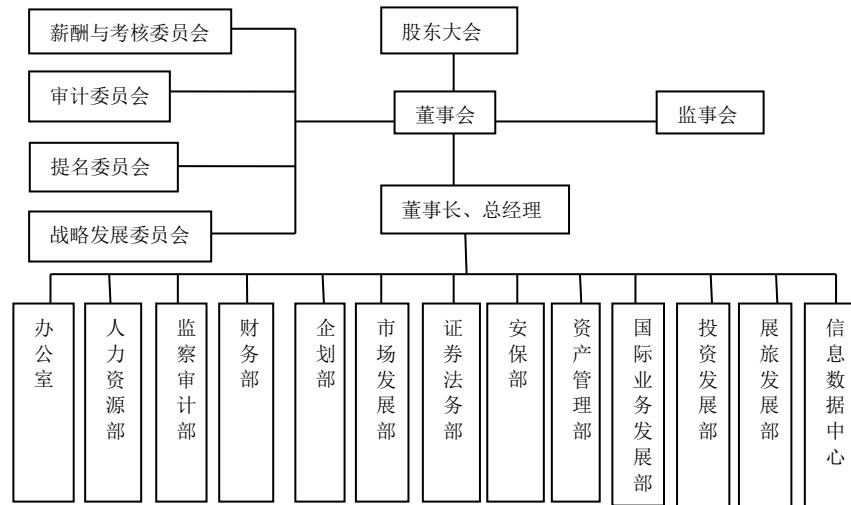 薪酬与考核委员会
股东大会
审计委员会
董事会
监事会
提名委员会
董事长、总经理
战略发展委员会
办公室
人力资源部
监察审计部
财务部
企划部
市场发展部
证券法务部
安保部
资产管理部
国际业务发展部
投资发展部
展旅发展部
信息数据中心